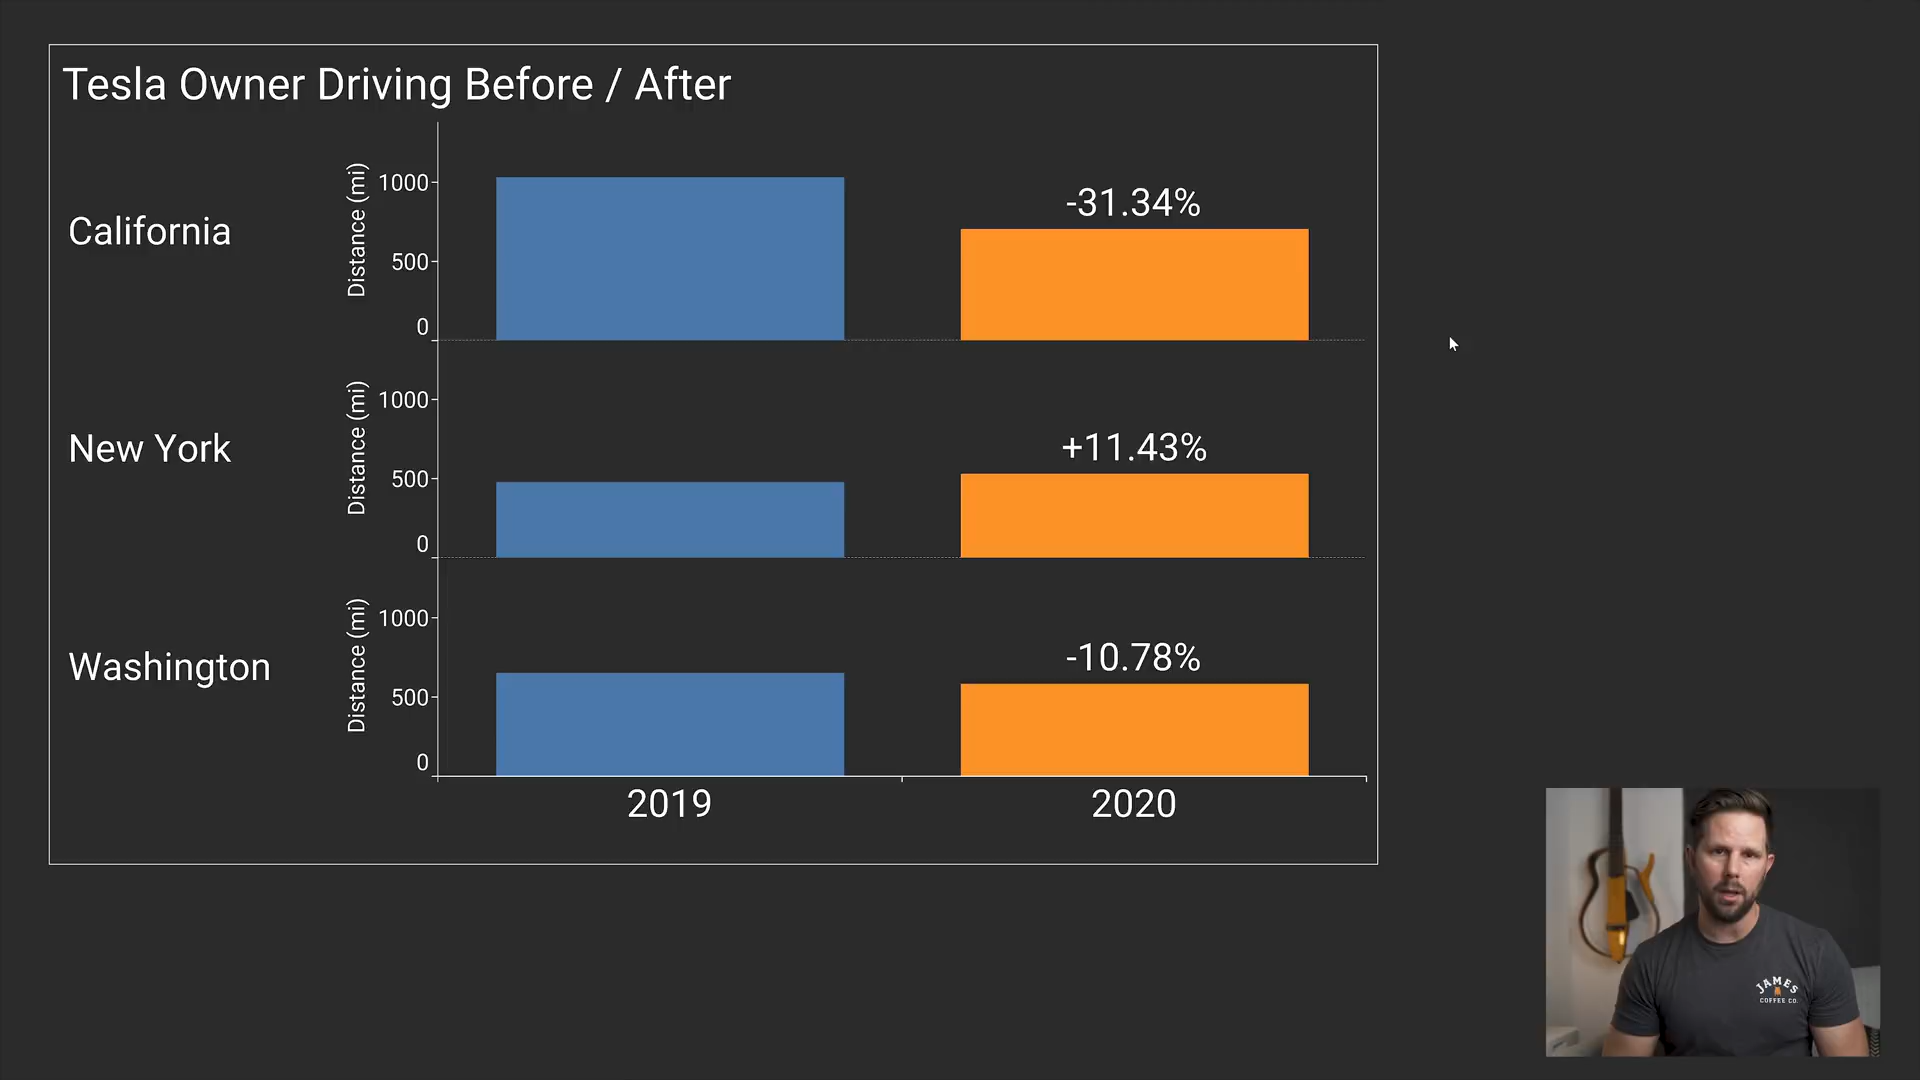 Tesla Owner Driving Before / After
California
Distance (mi)
1000
500
0
-31.34%
New York
Distance (mi)
1000
500
0
+11.43%
Washington
Distance (mi)
1000
500
0
-10.78%
2019
2020
JAMES
COFFEE CO.